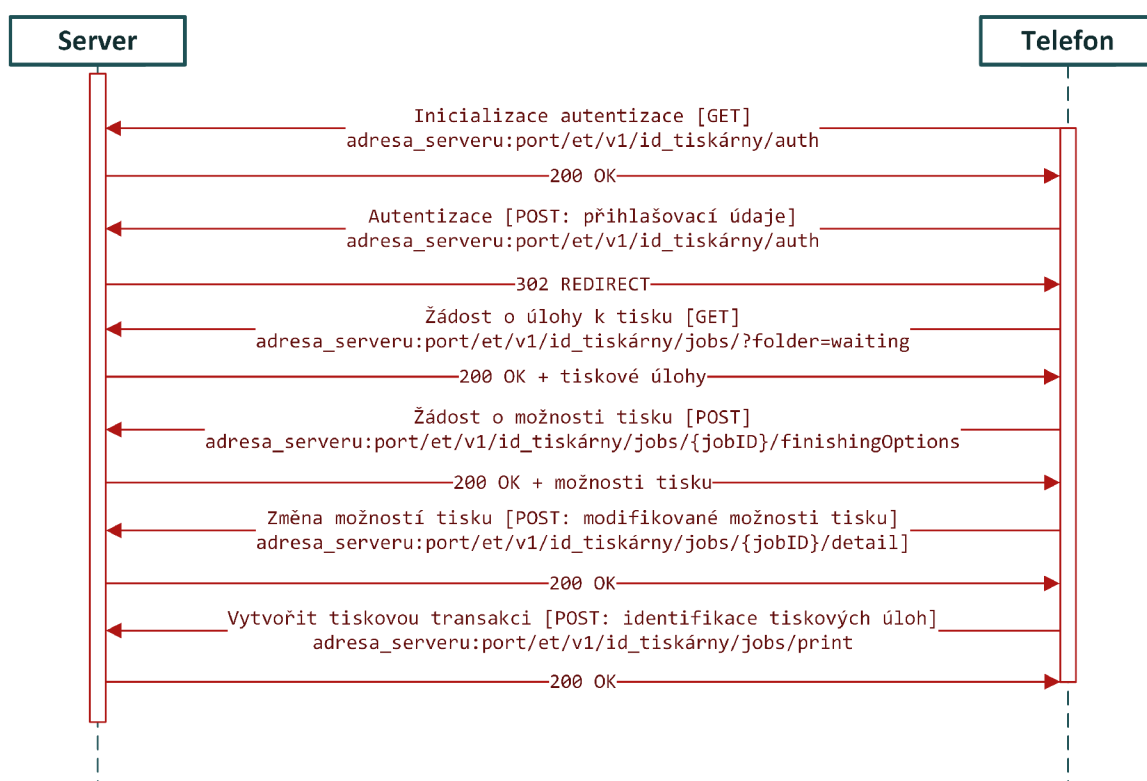 Server
Telefon
Inicializace autentizace [GET]
adresa_serveru:port/et/v1/id_tiskárny/auth
200 OK
Autentizace [POST: přihlašovací údaje]
adresa_serveru:port/et/v1/id_tiskárny/auth
302 REDIRECT
Žádost o úlohy k tisku [GET]
adresa_serveru:port/et/v1/id_tiskárny/jobs/?folder=waiting
200 OK + tiskové úlohy
Žádost o možnosti tisku [POST]
adresa_serveru:port/et/v1/id_tiskárny/jobs/{jobID}/finishingOptions
200 OK + možnosti tisku
Změna možností tisku [POST: modifikované možnosti tisku]
adresa_serveru:port/et/v1/id_tiskárny/jobs/{jobID}/detail]
200 OK
Vytvořit tiskovou transakci [POST: identifikace tiskových úloh]
adresa_serveru:port/et/v1/id_tiskárny/jobs/print
200 OK